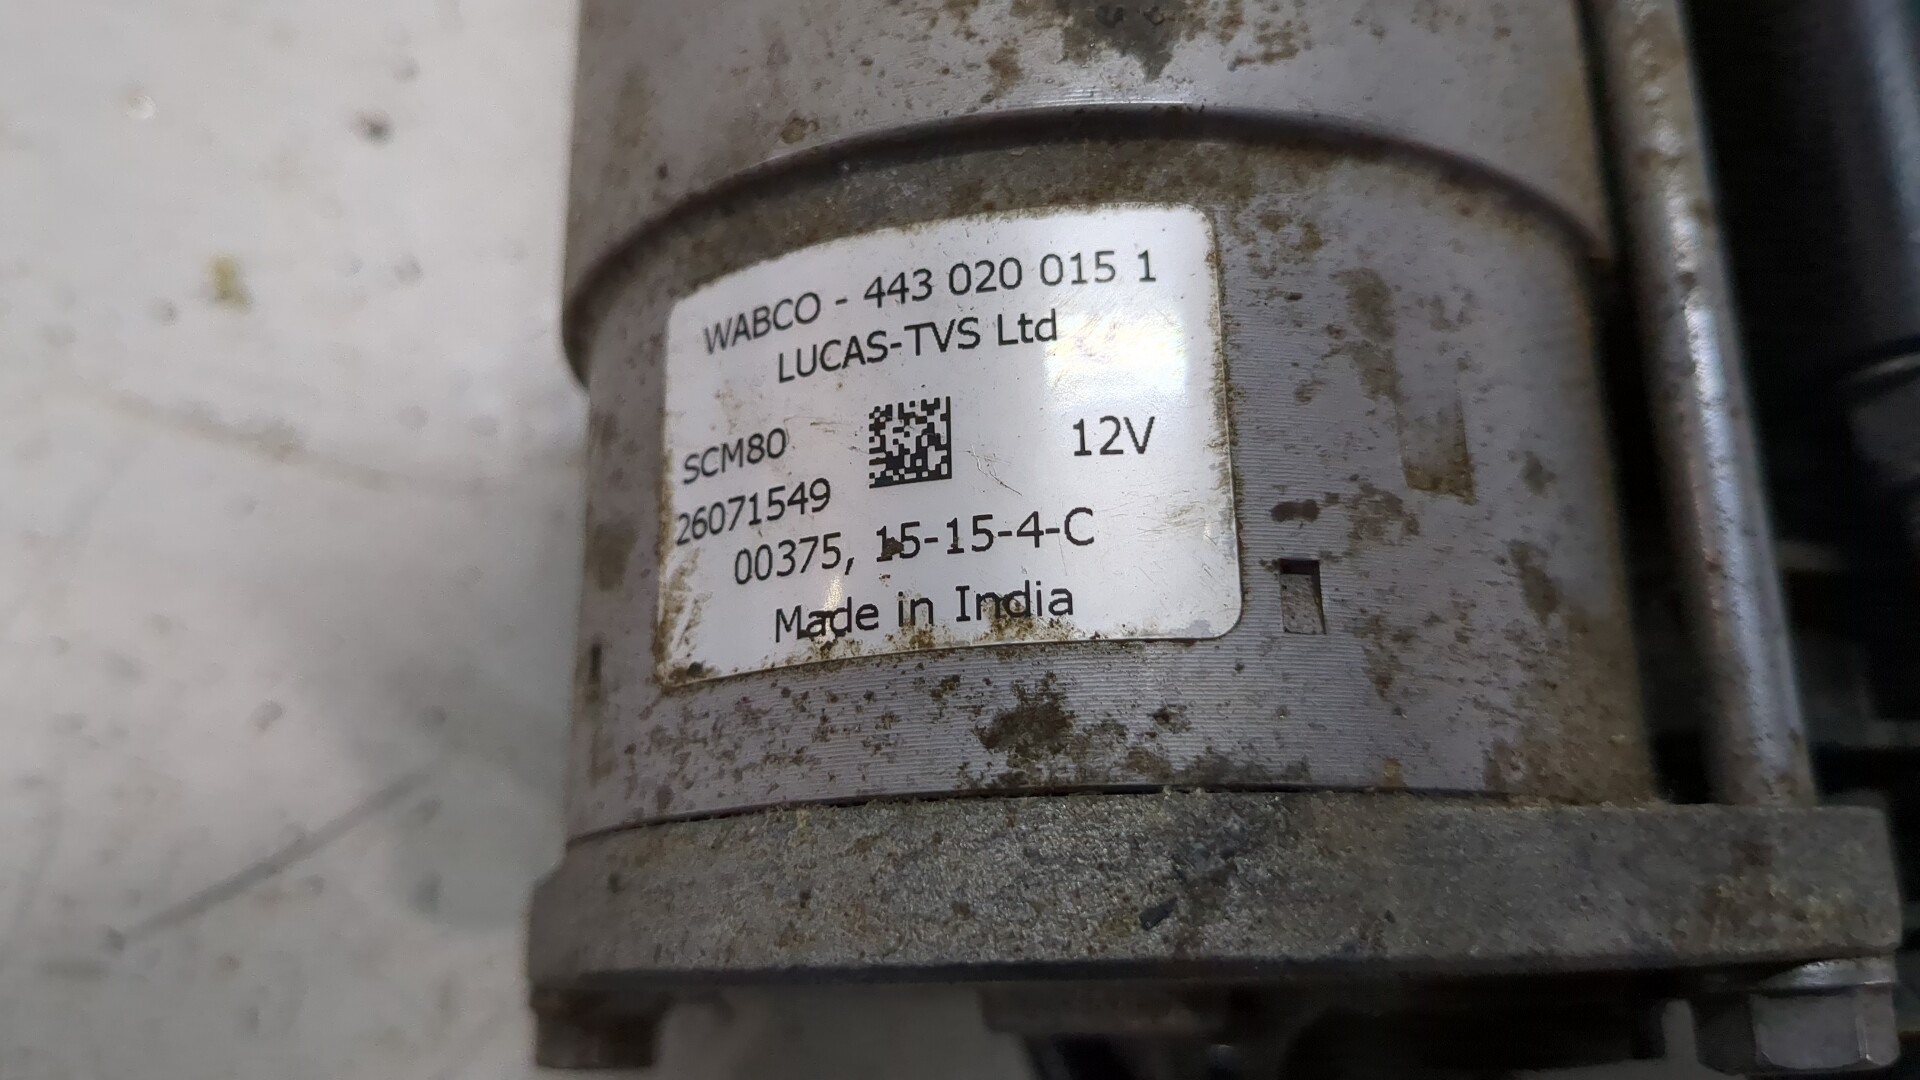 WABCO - 443 020 015 1
LUCAS-TVS Ltd
SCM80 12V
26071549
00375, 15-15-4-C
Made in India